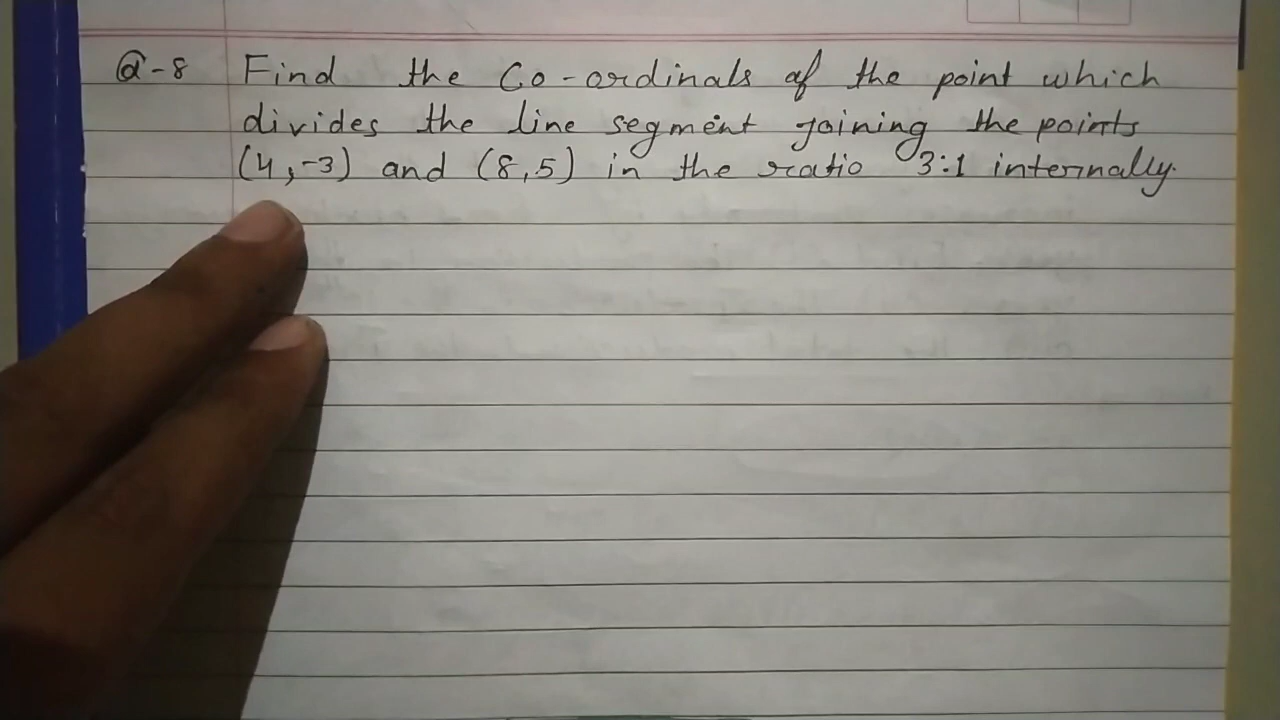 Q-8 Find the Co-ordinals of the point which
divides the line segment joining the points
(4,-3) and (8,5) in the ratio 3:1 internally.